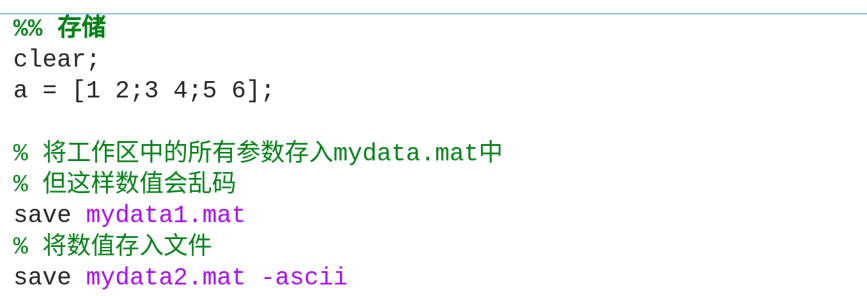 %% 存储
clear;
a = [1 2;3 4;5 6];
% 将工作区中的所有参数存入mydata.mat中
% 但这样数值会乱码
save mydata1.mat
% 将数值存入文件
save mydata2.mat -ascii